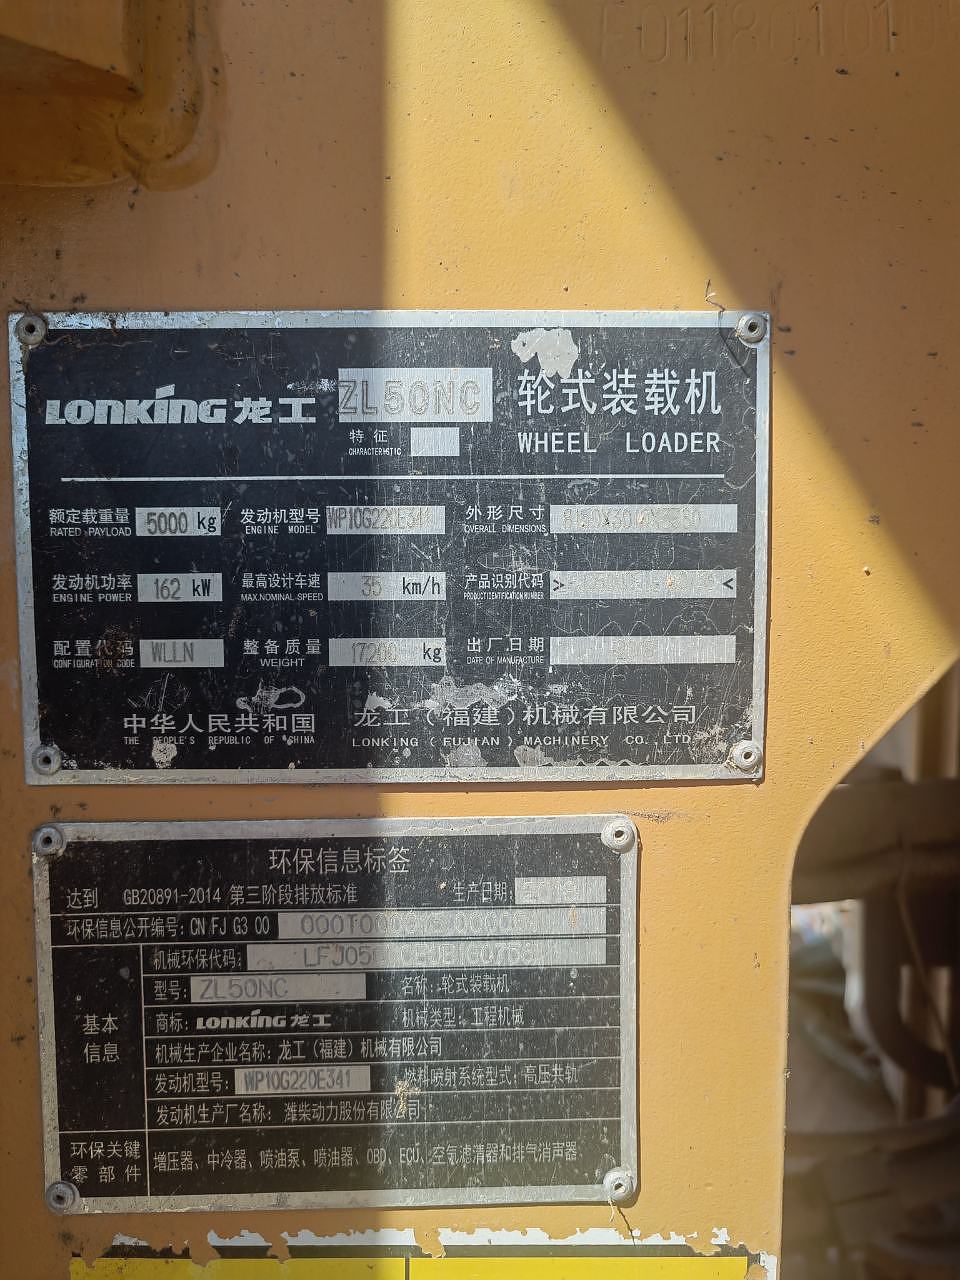 LONKING 龙工 ZL50NC 轮式装载机
特征
CHARACTERISTIC
WHEEL LOADER
额定载重量 5000 kg 发动机型号 WP10G220E341 外形尺寸
RATED PAYLOAD ENGINE MODEL OVERALL DIMENSIONS
发动机功率 162 kW 最高设计车速 35 km/h 产品识别代码 > <
ENGINE POWER MAX.NOMINAL SPEED PRODUCT IDENTIFICATION NUMBER
配置代码 WLLN 整备质量 17200 kg 出厂日期
CONFIGURATION CODE WEIGHT DATE OF MANUFACTURE
中华人民共和国 龙工（福建）机械有限公司
THE PEOPLE'S REPUBLIC OF CHINA LONKING (FUJIAN) MACHINERY CO.,LTD
环保信息标签
达到 GB20891-2014 第三阶段排放标准 生产日期:
环保信息公开编号: CN FJ G3 00
机械环保代码:
型号: ZL50NC 名称: 轮式装载机
基本信息
商标: LONKING 龙工 机械类型: 工程机械
机械生产企业名称: 龙工（福建）机械有限公司
发动机型号: WP10G220E341 燃料喷射系统型式: 高压共轨
发动机生产厂名称: 潍柴动力股份有限公司
环保关键零部件
增压器、中冷器、喷油泵、喷油器、OBD、ECU、空气滤清器和排气消声器